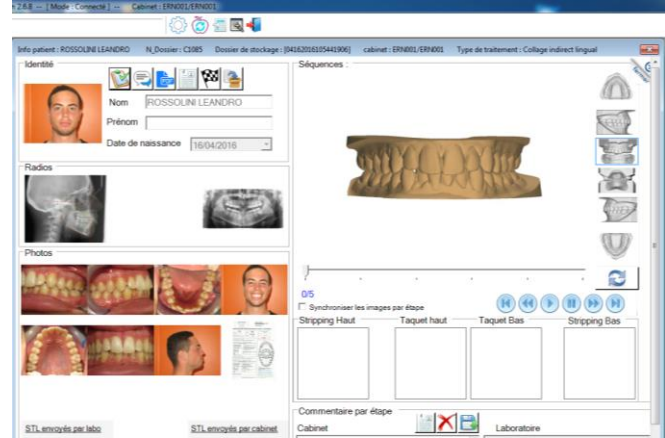 2.6.8 -- [ Mode : Connecté ] -- Cabinet : ERN001/ERN001
Info patient : ROSSOLINI LEANDRO N_Dossier : C1085 Dossier de stockage : [04162016105441906] cabinet : ERN001/ERN001 Type de traitement : Collage indirect lingual
Identité
Nom ROSSOLINI LEANDRO
Prénom
Date de naissance 16/04/2016
Radios
Photos
STL envoyés par labo STL envoyés par cabinet
Séquences :
0/5
Synchroniser les images par étape
Stripping Haut Taquet haut Taquet Bas Stripping Bas
Commentaire par étape
Cabinet Laboratoire